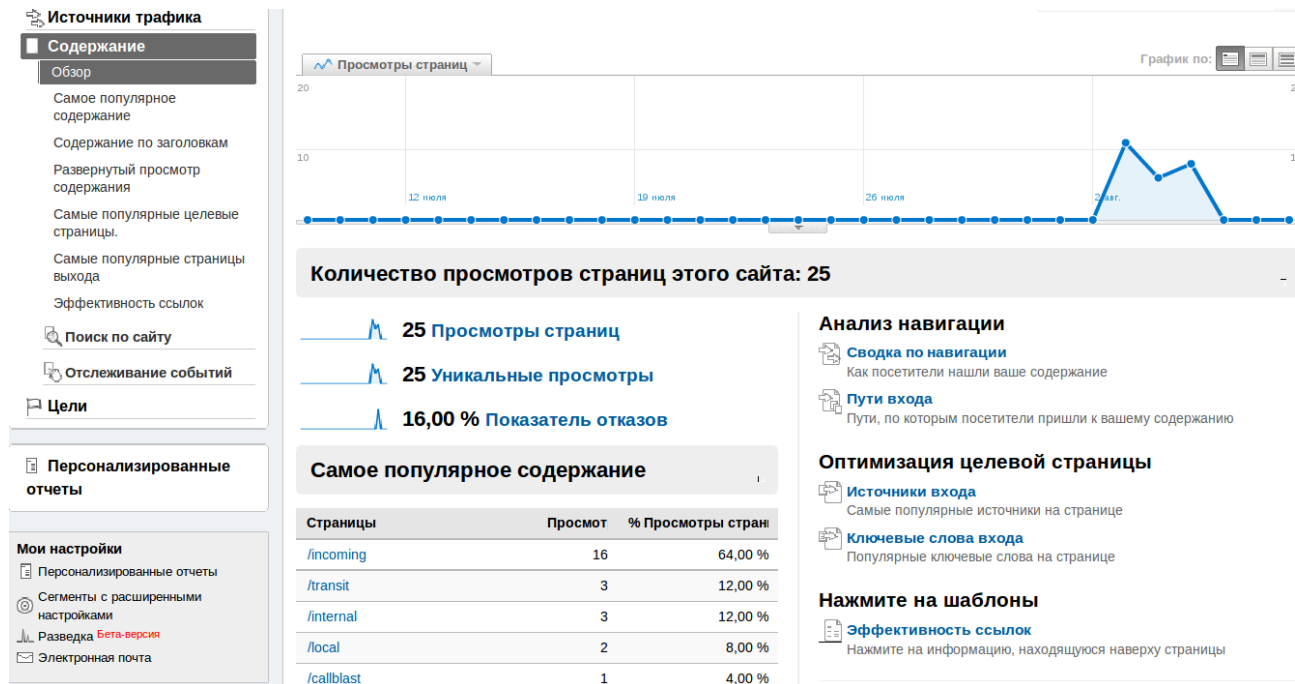 Источники трафика
Содержание
Обзор
Самое популярное
содержание
Содержание по заголовкам
Развернутый просмотр
содержания
Самые популярные целевые
страницы.
Самые популярные страницы
выхода
Эффективность ссылок
Поиск по сайту
Отслеживание событий
Цели
Персонализированные
отчеты
Мои настройки
Персонализированные отчеты
Сегменты с расширенными
настройками
Разведка Бета-версия
Электронная почта
Просмотры страниц
График по:
20
2
10
1
12 июля
19 июля
26 июля
2 авг.
Количество просмотров страниц этого сайта: 25
25 Просмотры страниц
25 Уникальные просмотры
16,00 % Показатель отказов
Самое популярное содержание
Страницы Просмот % Просмотры стран
/incoming 16 64,00 %
/transit 3 12,00 %
/internal 3 12,00 %
/local 2 8,00 %
/callblast 1 4,00 %
Анализ навигации
Сводка по навигации
Как посетители нашли ваше содержание
Пути входа
Пути, по которым посетители пришли к вашему содержанию
Оптимизация целевой страницы
Источники входа
Самые популярные источники на странице
Ключевые слова входа
Популярные ключевые слова на странице
Нажмите на шаблоны
Эффективность ссылок
Нажмите на информацию, находящуюся наверху страницы